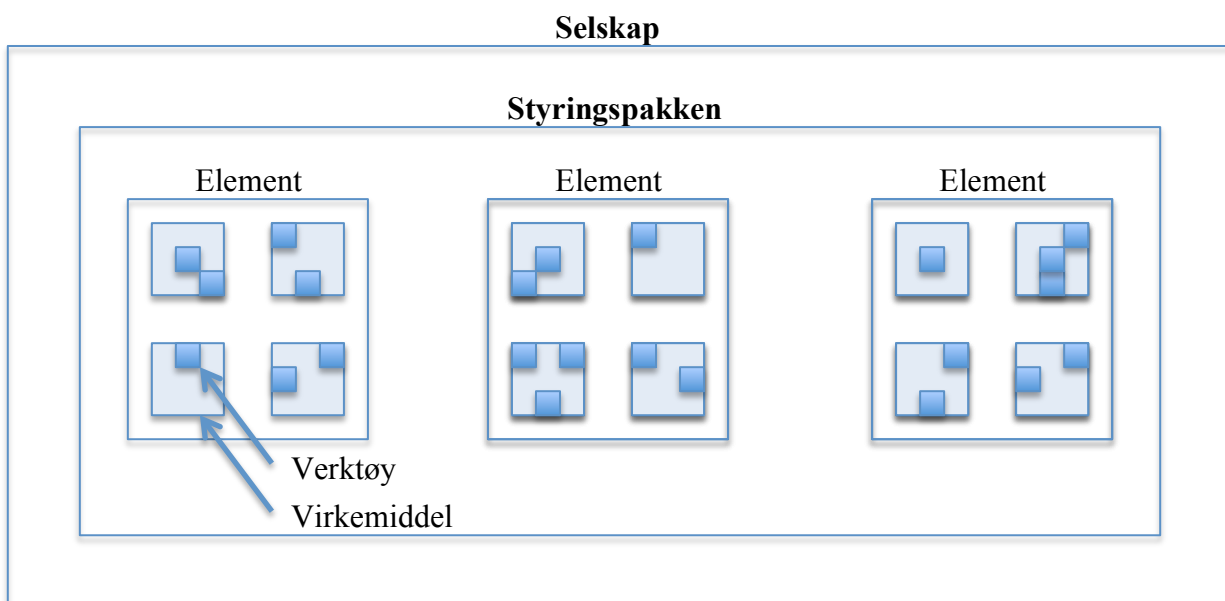 Selskap
Styringspakken
Element
Element
Element
Verktøy
Virkemiddel